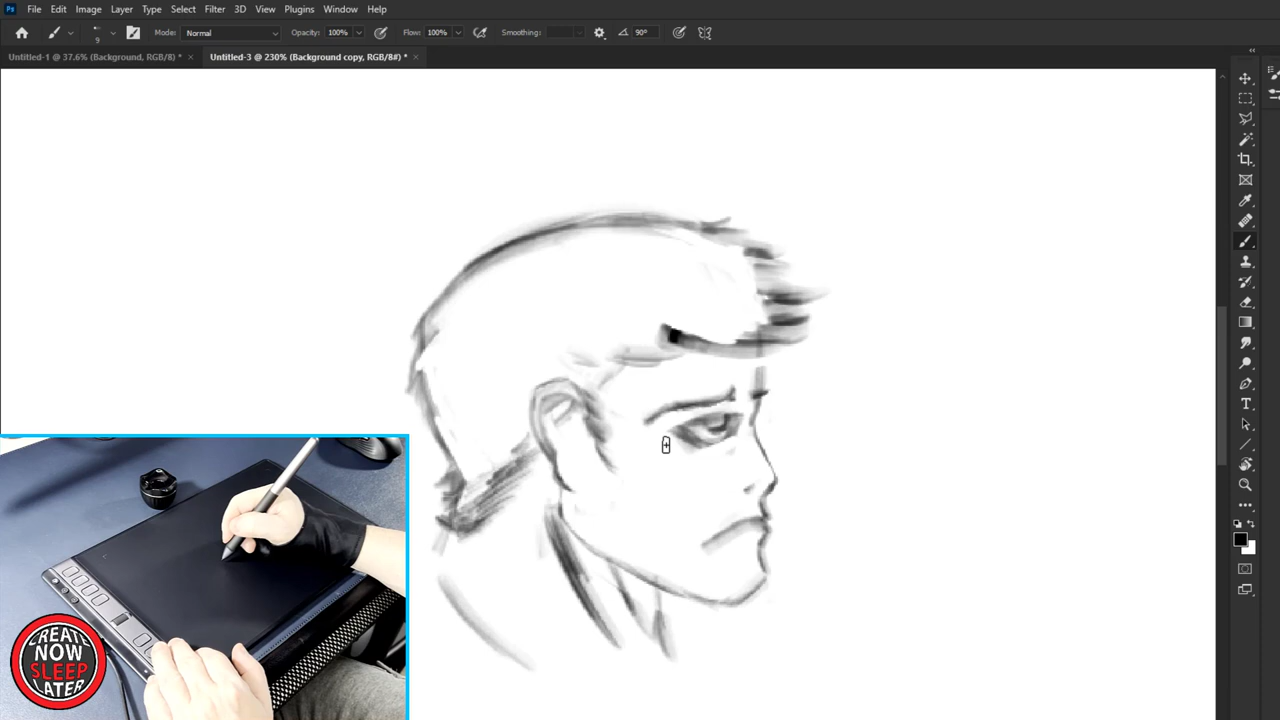 Ps File Edit Image Layer Type Select Filter 3D View Plugins Window Help
9 Mode: Normal Opacity: 100% Flow: 100% Smoothing: 90°
Untitled-1 @ 37.6% (Background, RGB/8) * × Untitled-3 @ 230% (Background copy, RGB/8#) * ×
CREATE
NOW
SLEEP
LATER